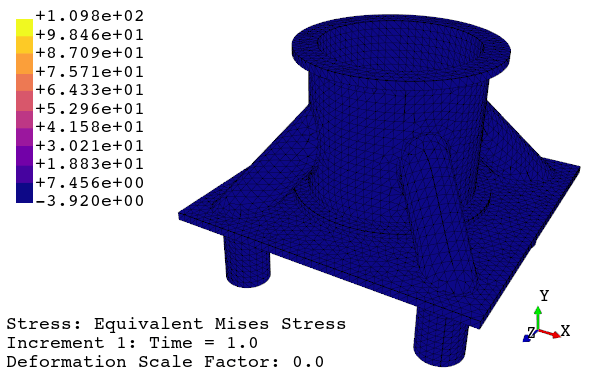 +1.098e+02
+9.846e+01
+8.709e+01
+7.571e+01
+6.433e+01
+5.296e+01
+4.158e+01
+3.021e+01
+1.883e+01
+7.456e+00
-3.920e+00
Y
Z X
Stress: Equivalent Mises Stress
Increment 1: Time = 1.0
Deformation Scale Factor: 0.0